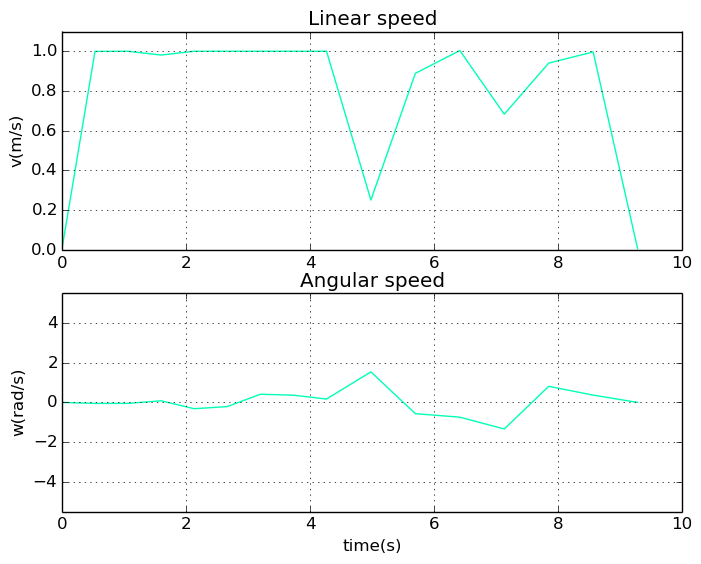 Linear speed
1.0
0.8
0.6
0.4
0.2
0.0
v(m/s)
0 2 4 6 8 10
Angular speed
4
2
0
−2
−4
w(rad/s)
0 2 4 6 8 10
time(s)